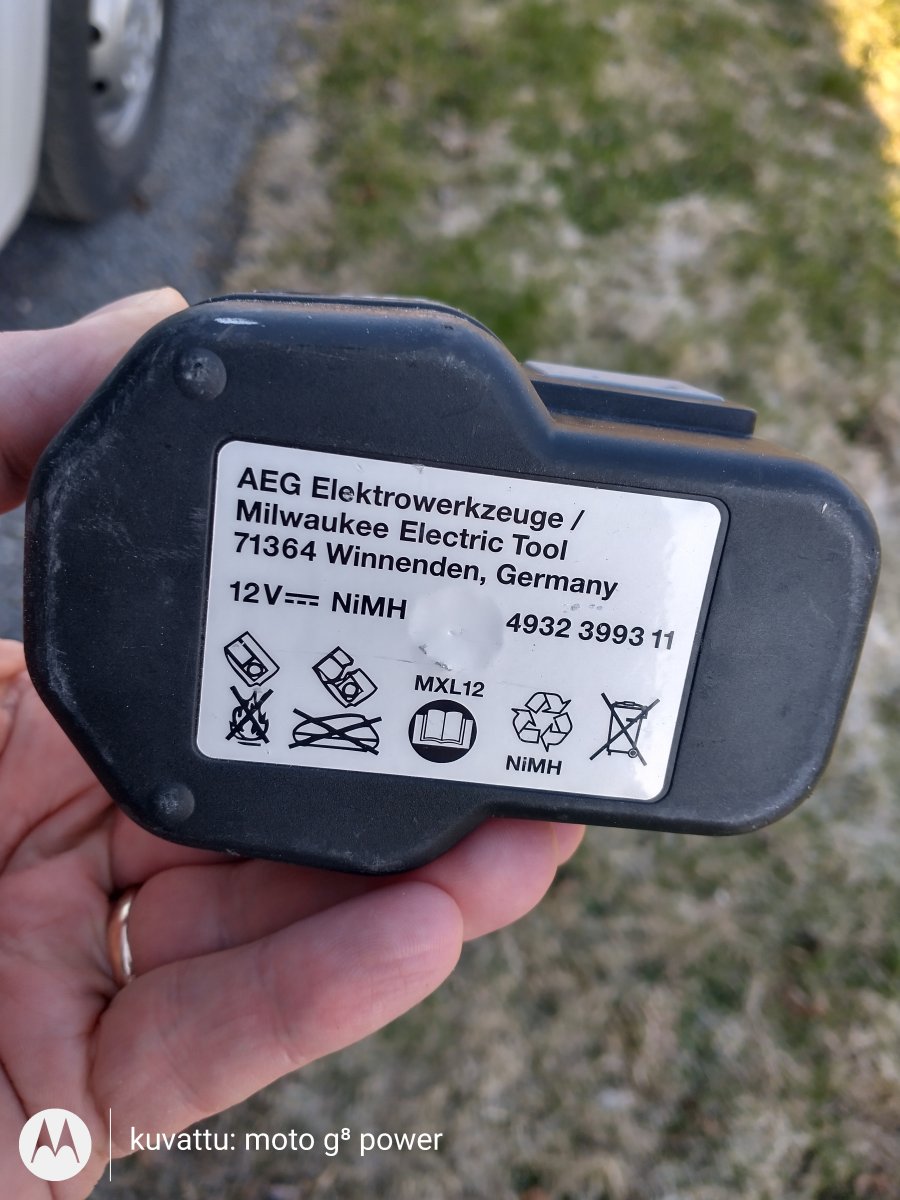 AEG Elektrowerkzeuge /
Milwaukee Electric Tool
71364 Winnenden, Germany
12V NiMH 4932 3993 11
MXL12
NiMH
kuvattu: moto g⁸ power